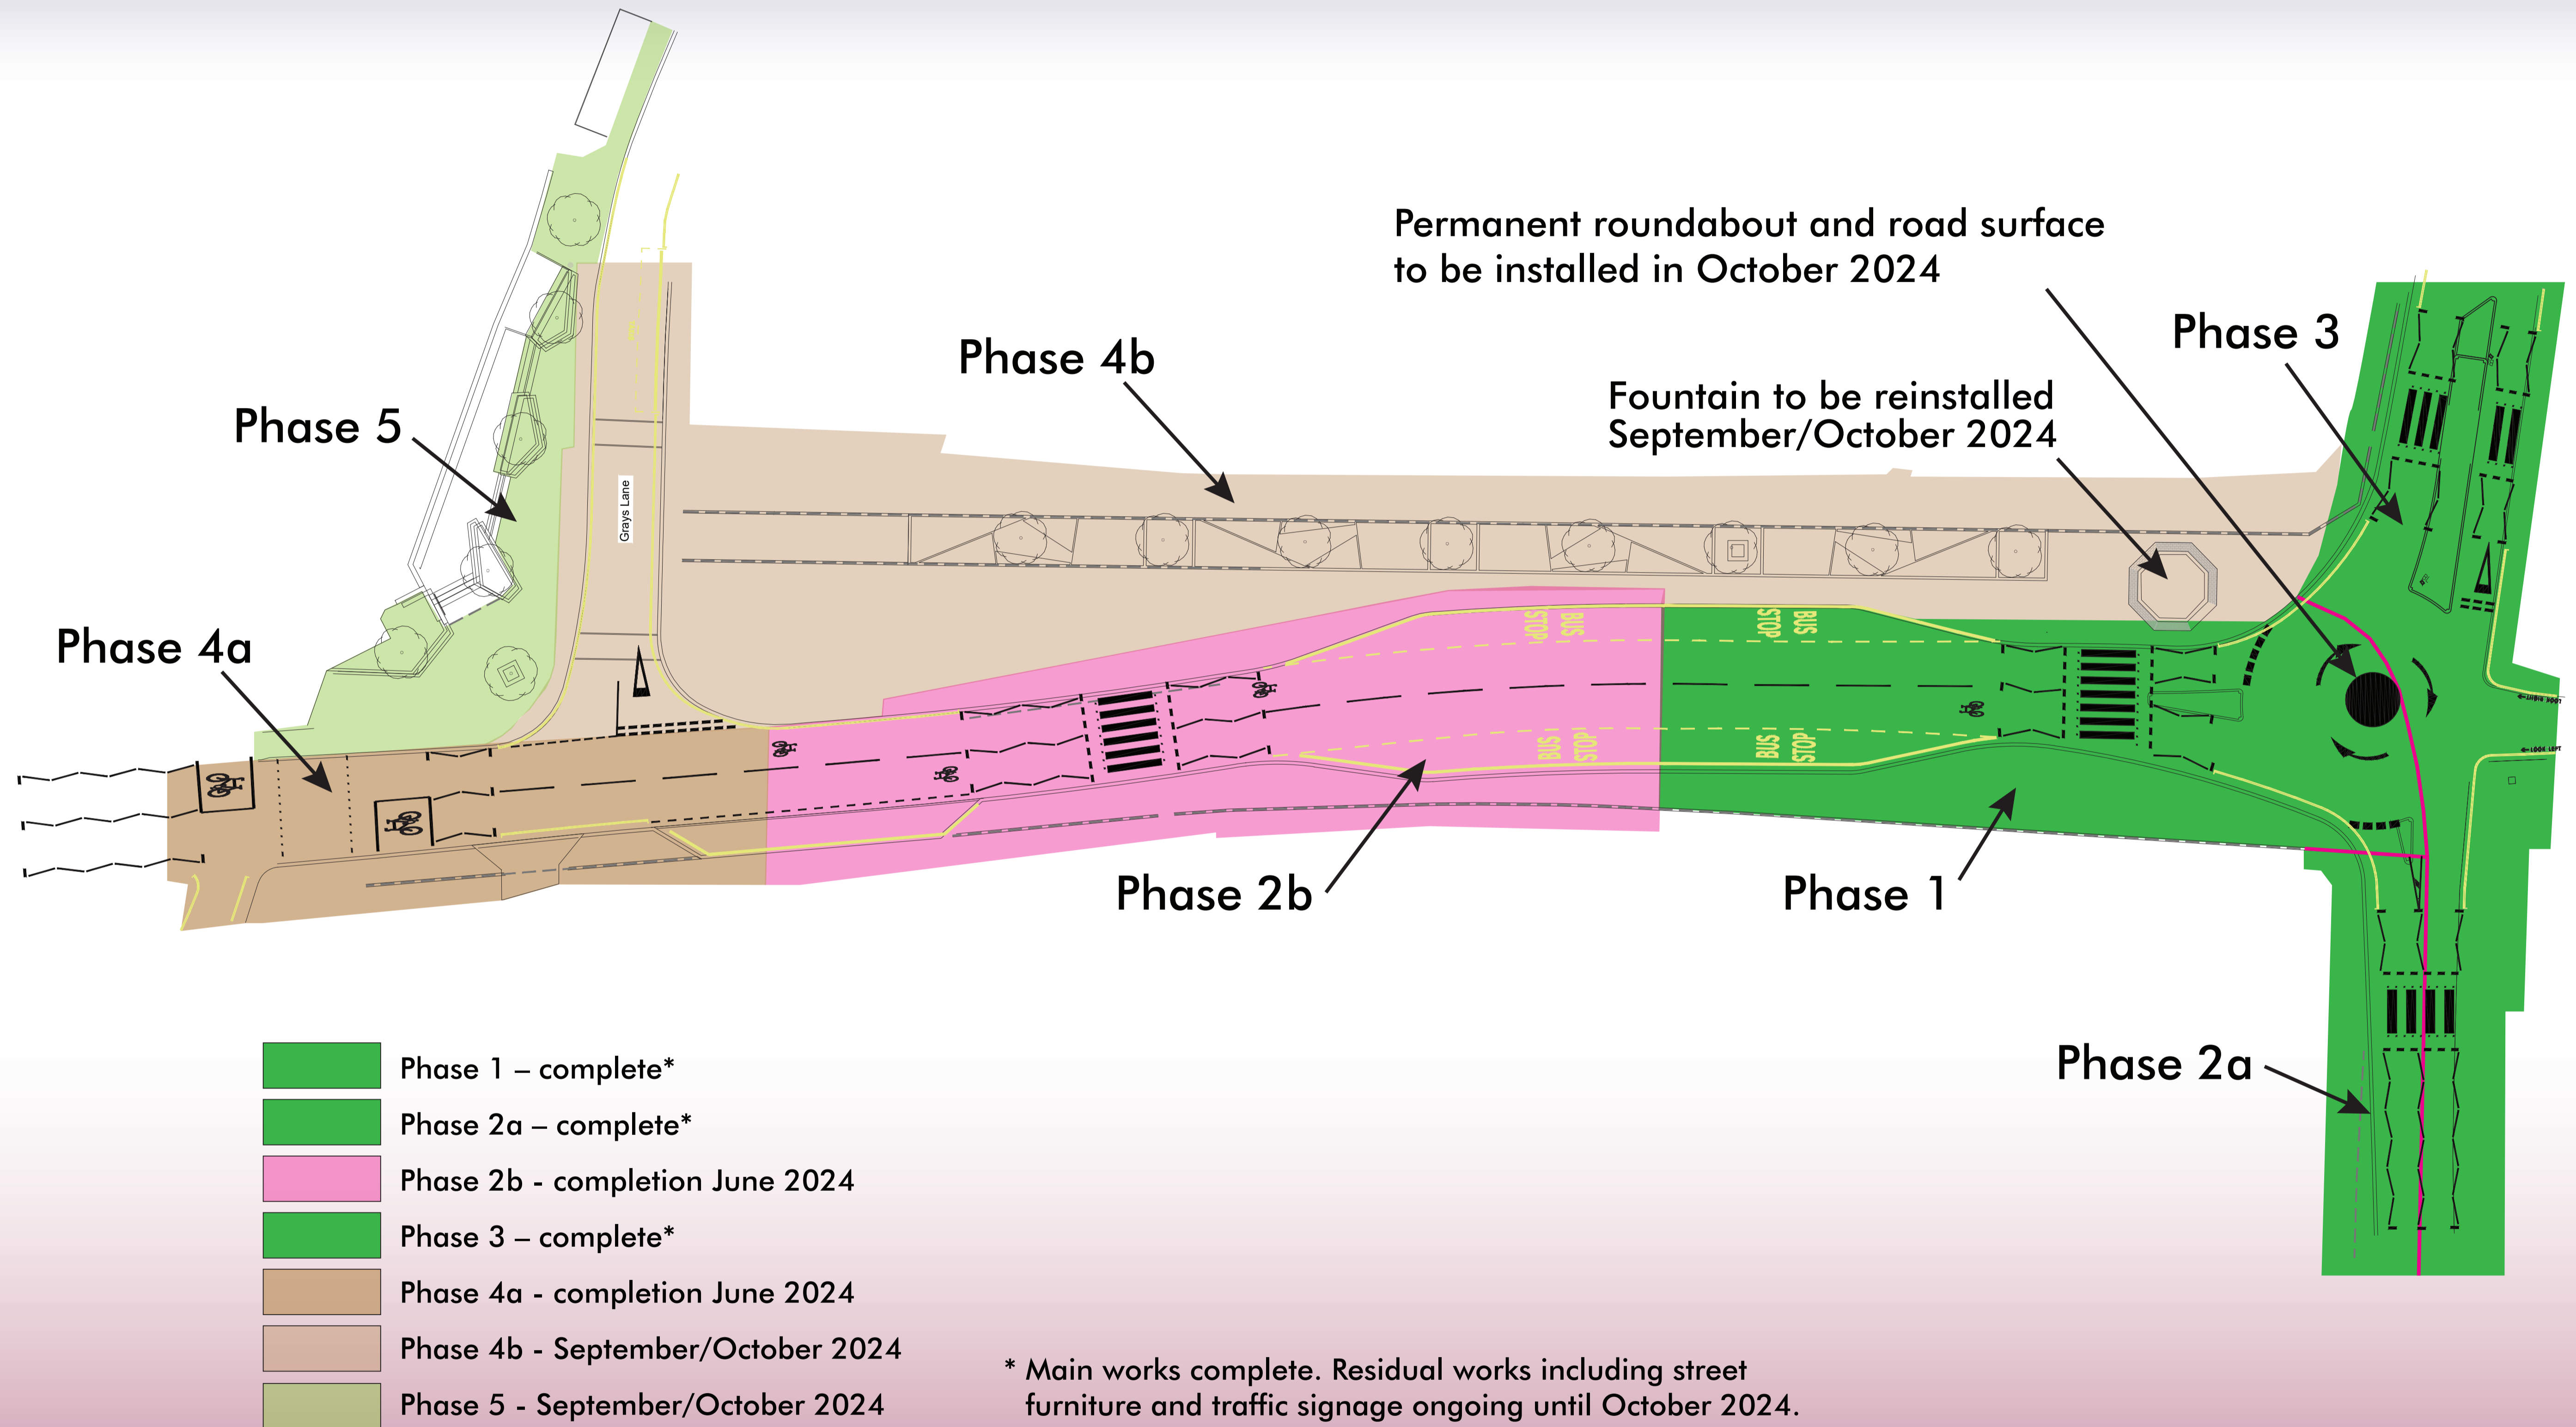 Permanent roundabout and road surface
to be installed in October 2024
Phase 3
Phase 4b
Fountain to be reinstalled
September/October 2024
Phase 5
Grays Lane
Phase 4a
BUS
STOP
BUS
STOP
BUS
STOP
BUS
STOP
LOOK RIGHT
LOOK LEFT
Phase 2b
Phase 1
Phase 2a
Phase 1 – complete*
Phase 2a – complete*
Phase 2b - completion June 2024
Phase 3 – complete*
Phase 4a - completion June 2024
Phase 4b - September/October 2024
Phase 5 - September/October 2024
* Main works complete. Residual works including street
furniture and traffic signage ongoing until October 2024.